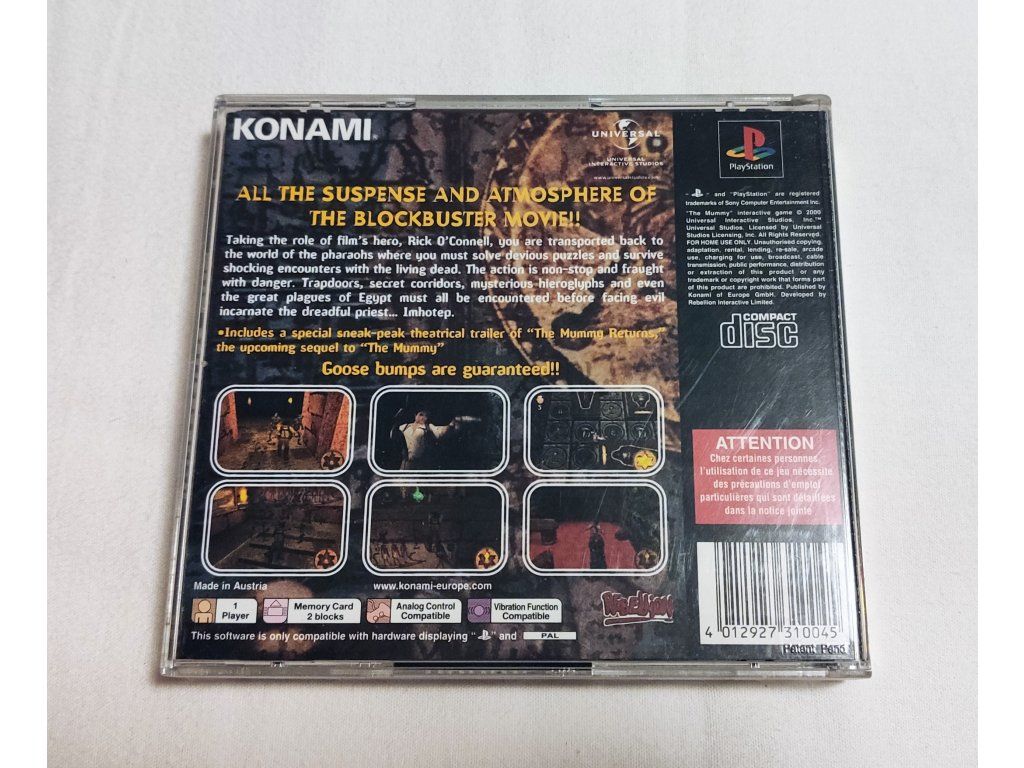 KONAMI
UNIVERSAL
UNIVERSAL
INTERACTIVE STUDIOS
www.universalstudios.com
PlayStation
ALL THE SUSPENSE AND ATMOSPHERE OF
THE BLOCKBUSTER MOVIE!!
Taking the role of film's hero, Rick O'Connell, you are transported back to
the world of the pharaohs where you must solve devious puzzles and survive
shocking encounters with the living dead. The action is non-stop and fraught
with danger. Trapdoors, secret corridors, mysterious hieroglyphs and even
the great plagues of Egypt must all be encountered before facing evil
incarnate the dreadful priest... Imhotep.
•Includes a special sneak-peak theatrical trailer of "The Mummy Returns,"
the upcoming sequel to "The Mummy"
Goose bumps are guaranteed!!
" " and "PlayStation" are registered
trademarks of Sony Computer Entertainment Inc.
"The Mummy" interactive game © 2000
Universal Interactive Studios, Inc.™
Universal Studios. Licensed by Universal
Studios Licensing, Inc. All Rights Reserved.
FOR HOME USE ONLY. Unauthorised copying,
adaptation, rental, lending, re-sale, arcade
use, charging for use, broadcast, cable
transmission, public performance, distribution
or extraction of this product or any
trademark or copyright work that forms part
of this product are prohibited. Published by
Konami of Europe GmbH. Developed by
Rebellion Interactive Limited.
COMPACT
disc
ATTENTION
Chez certaines personnes,
l'utilisation de ce jeu nécessite
des précautions d'emploi
particulières qui sont détaillées
dans la notice jointe
Made in Austria
www.konami-europe.com
1
Player
Memory Card
2 blocks
Analog Control
Compatible
Vibration Function
Compatible
Rebellion
This software is only compatible with hardware displaying " " and PAL
4 012927 310045
Patent Pend